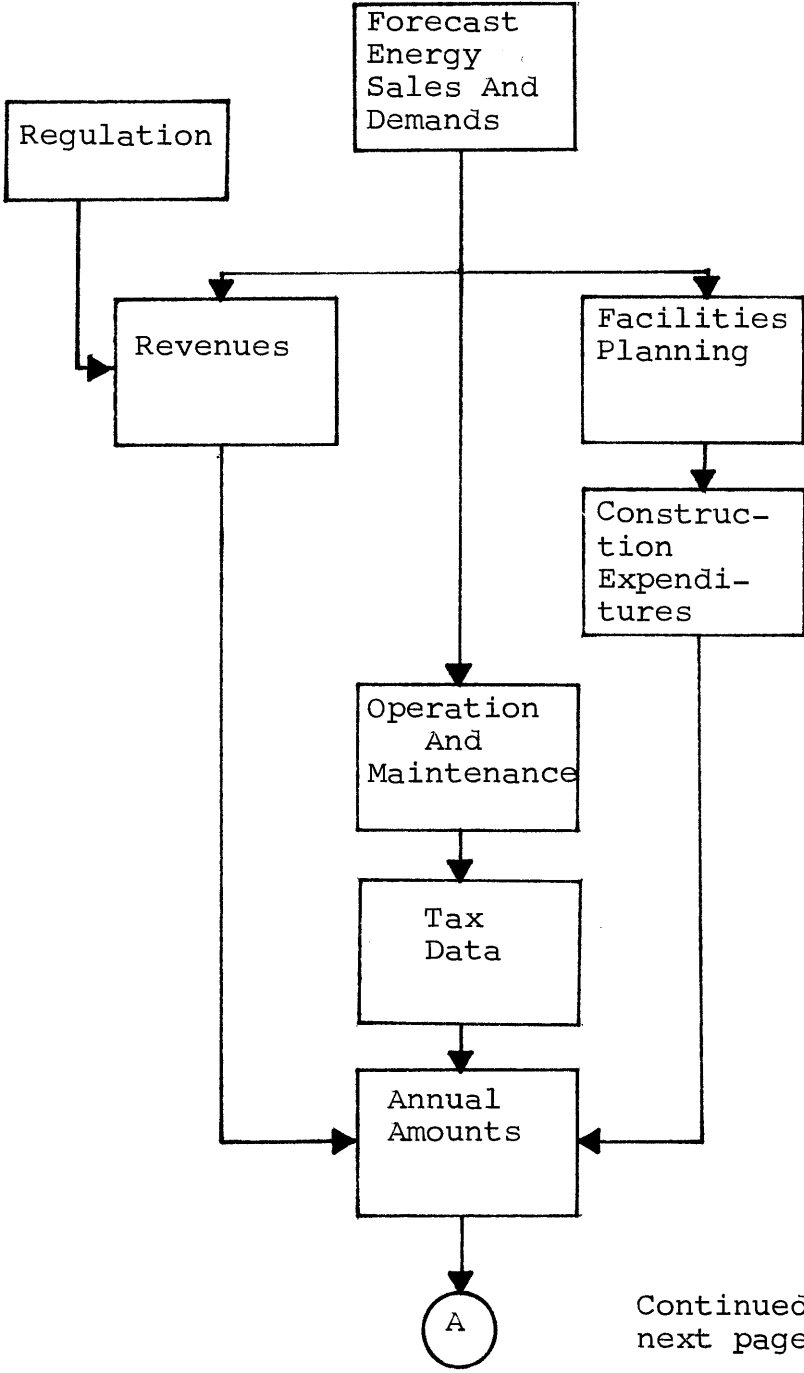 Forecast
Energy
Sales And
Demands
Regulation
Revenues
Facilities
Planning
Construc-
tion
Expendi-
tures
Operation
And
Maintenance
Tax
Data
Annual
Amounts
A
Continued
next page